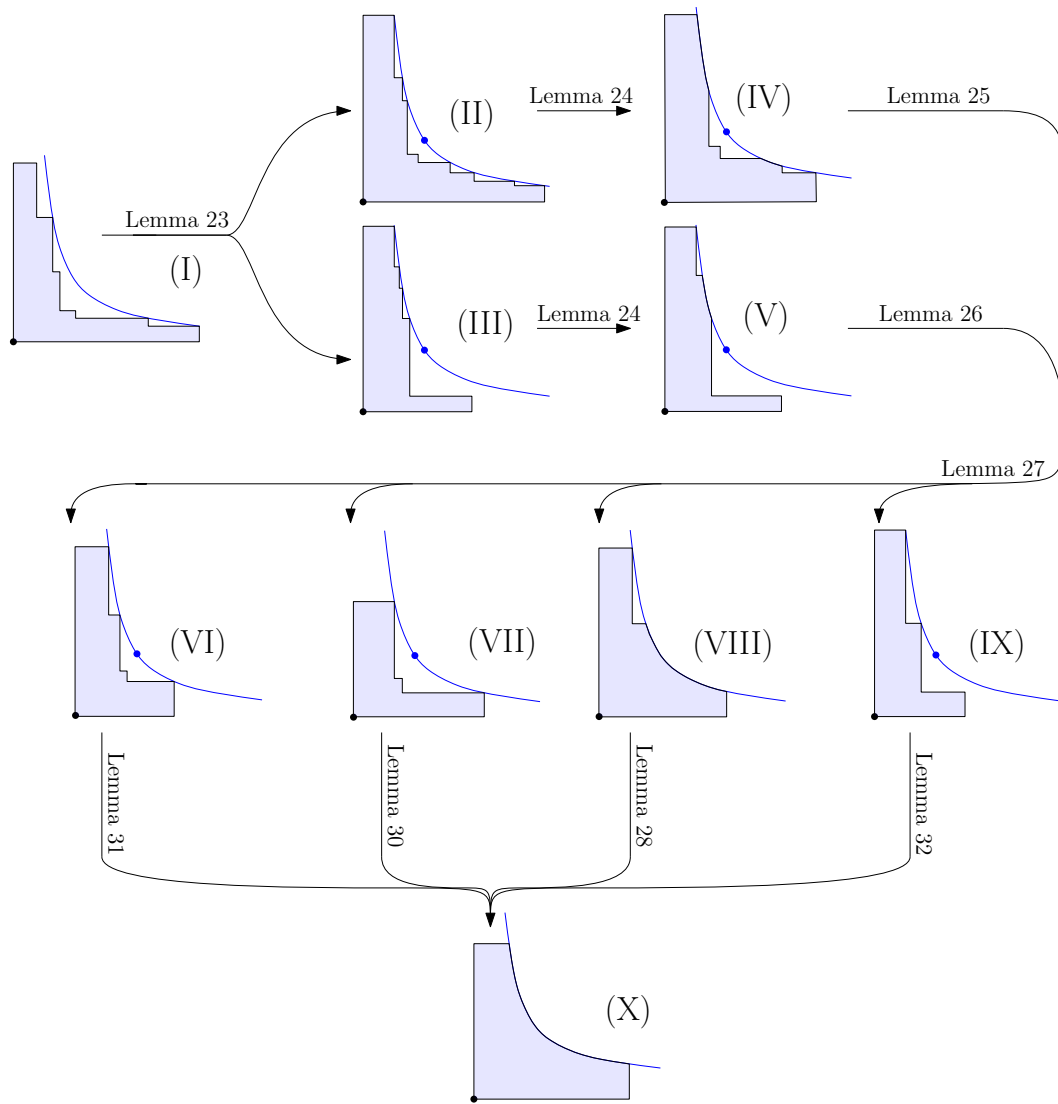 (II)
Lemma 24
(IV)
Lemma 25
Lemma 23
(I)
(III)
Lemma 24
(V)
Lemma 26
Lemma 27
(VI)
(VII)
(VIII)
(IX)
Lemma 31
Lemma 30
Lemma 28
Lemma 32
(X)